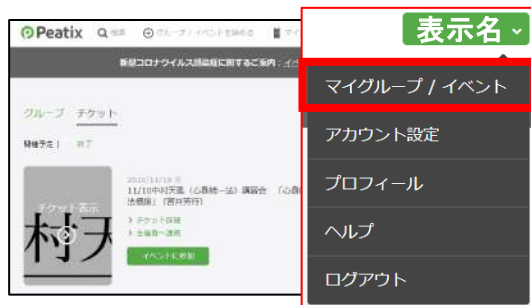 Peatix
検索
グループ / イベントを始める
マイ
表示名
新型コロナウイルス感染症に関するご案内：
マイグループ / イベント
アカウント設定
プロフィール
ヘルプ
ログアウト
グループ チケット
開催予定 | 終了
2020/11/10 火
11/10中村天風（心身統一法）講習会 「心身
法概論」「宮井秀行」
チケット表示
チケット詳細
主催者へ連絡
イベントに参加
村天